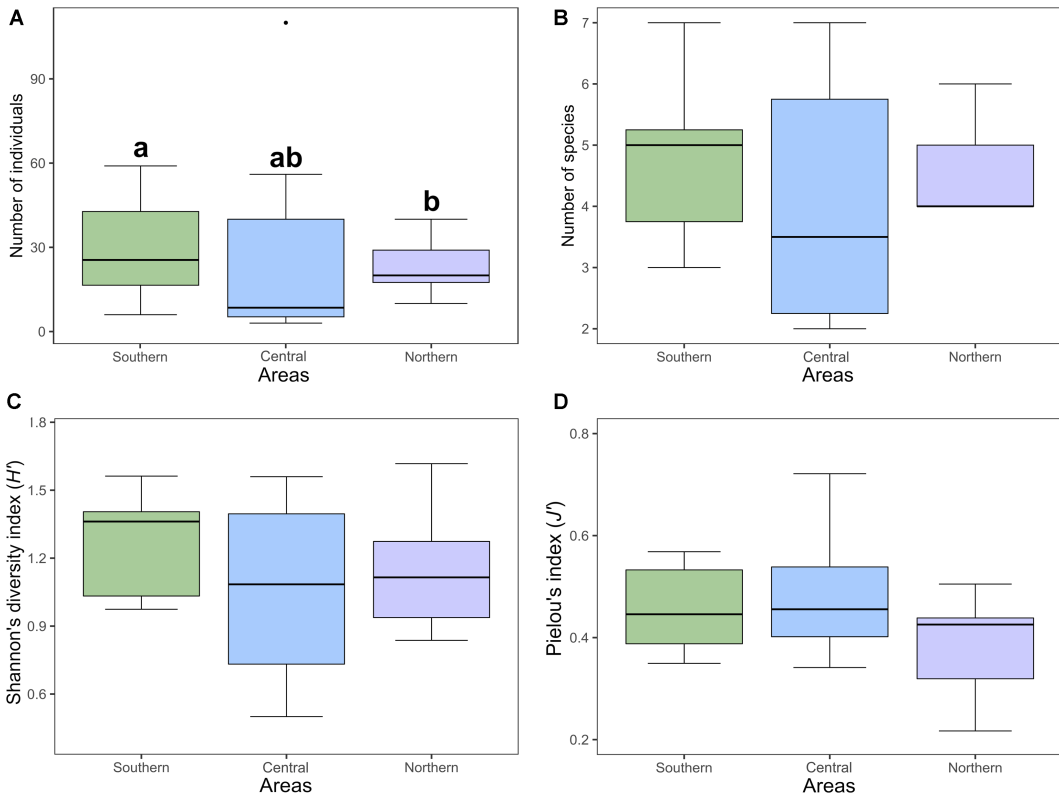 A
Number of individuals
90
60
30
0
a
ab
b
Southern
Central
Northern
Areas
B
Number of species
7
6
5
4
3
2
Southern
Central
Northern
Areas
C
Shannon's diversity index (H')
1.8
1.5
1.2
0.9
0.6
Southern
Central
Northern
Areas
D
Pielou's index (J')
0.8
0.6
0.4
0.2
Southern
Central
Northern
Areas